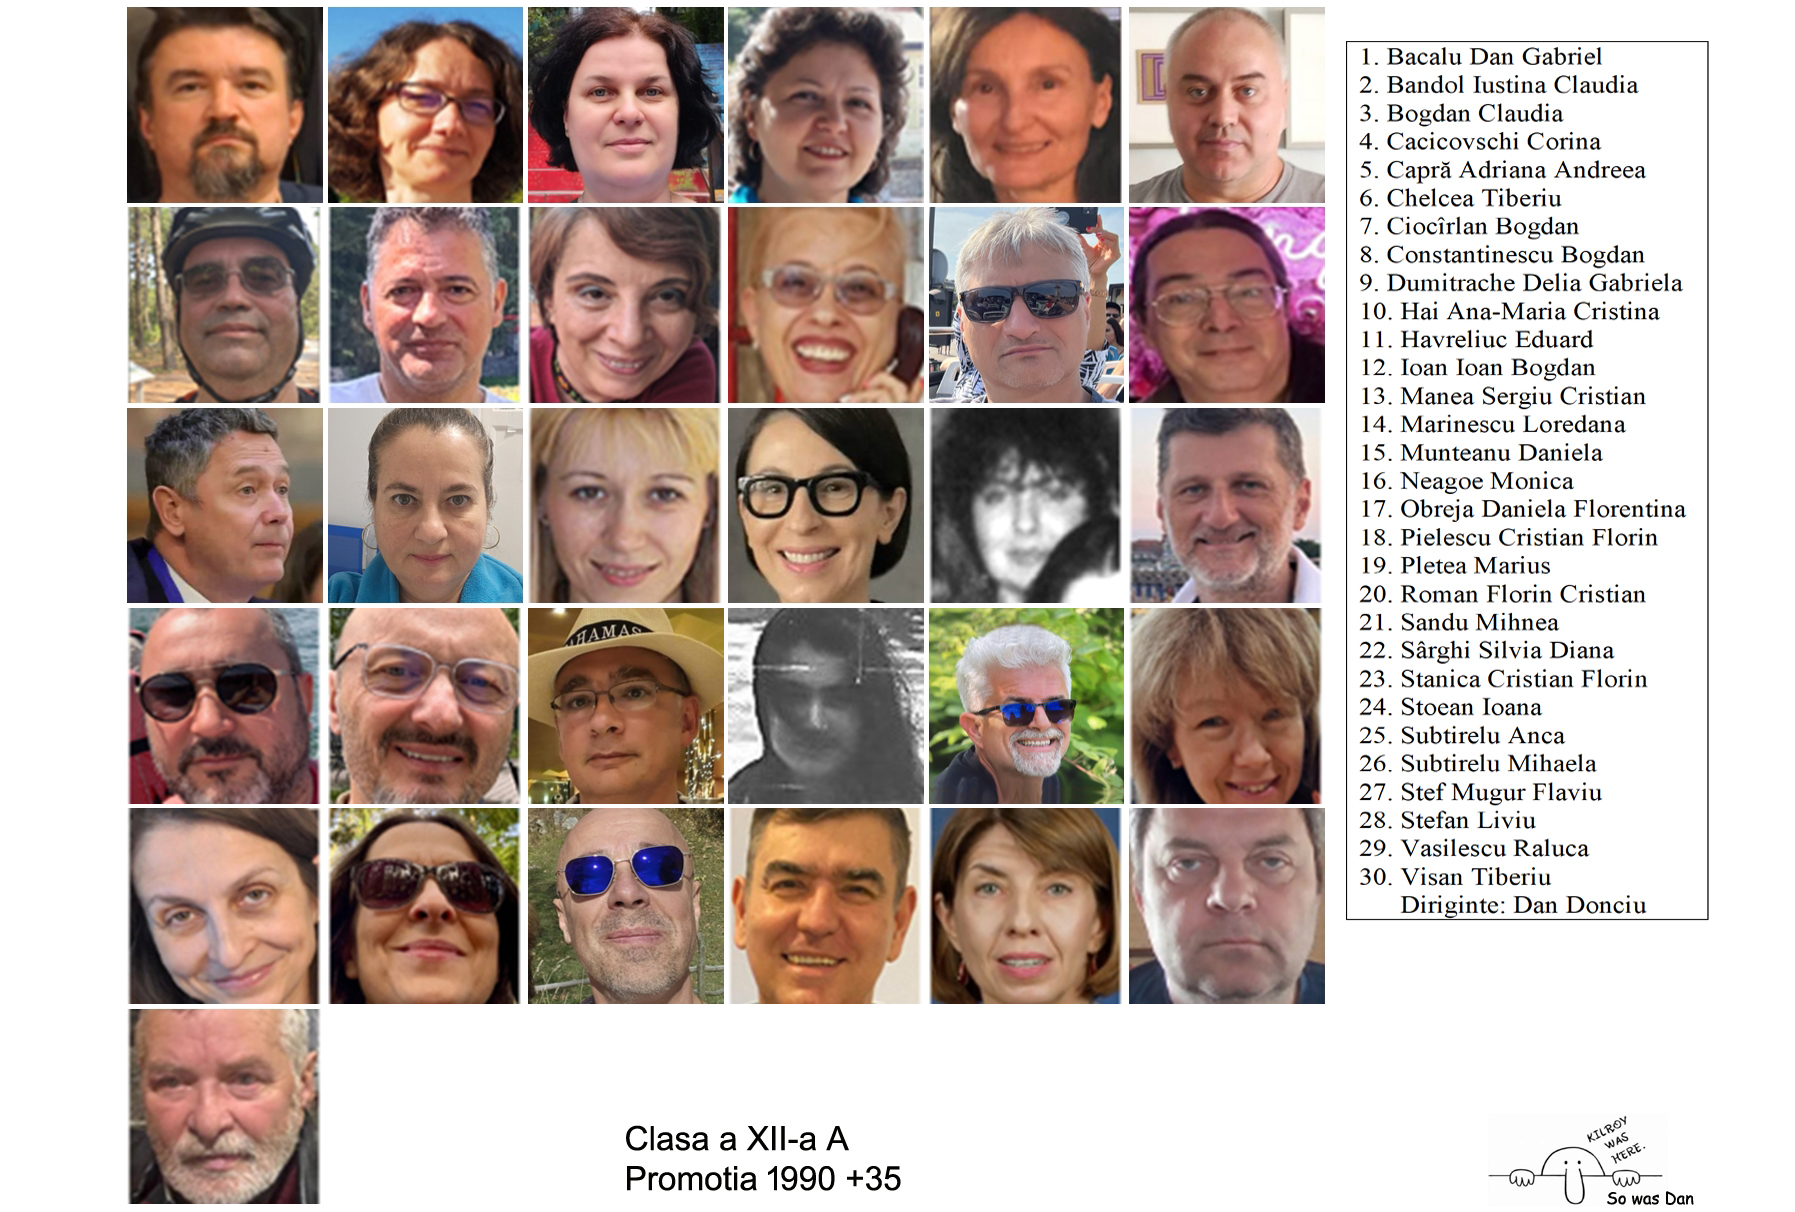 HAMAS
1. Bacalu Dan Gabriel
2. Bandol Iustina Claudia
3. Bogdan Claudia
4. Cacicovschi Corina
5. Capră Adriana Andreea
6. Chelcea Tiberiu
7. Ciocîrlan Bogdan
8. Constantinescu Bogdan
9. Dumitrache Delia Gabriela
10. Hai Ana-Maria Cristina
11. Havreliuc Eduard
12. Ioan Ioan Bogdan
13. Manea Sergiu Cristian
14. Marinescu Loredana
15. Munteanu Daniela
16. Neagoe Monica
17. Obreja Daniela Florentina
18. Pielescu Cristian Florin
19. Pletea Marius
20. Roman Florin Cristian
21. Sandu Mihnea
22. Sârghi Silvia Diana
23. Stanica Cristian Florin
24. Stoean Ioana
25. Subtirelu Anca
26. Subtirelu Mihaela
27. Stef Mugur Flaviu
28. Stefan Liviu
29. Vasilescu Raluca
30. Visan Tiberiu
Diriginte: Dan Donciu
Clasa a XII-a A
Promotia 1990 +35
KILROY
WAS
HERE.
So was Dan